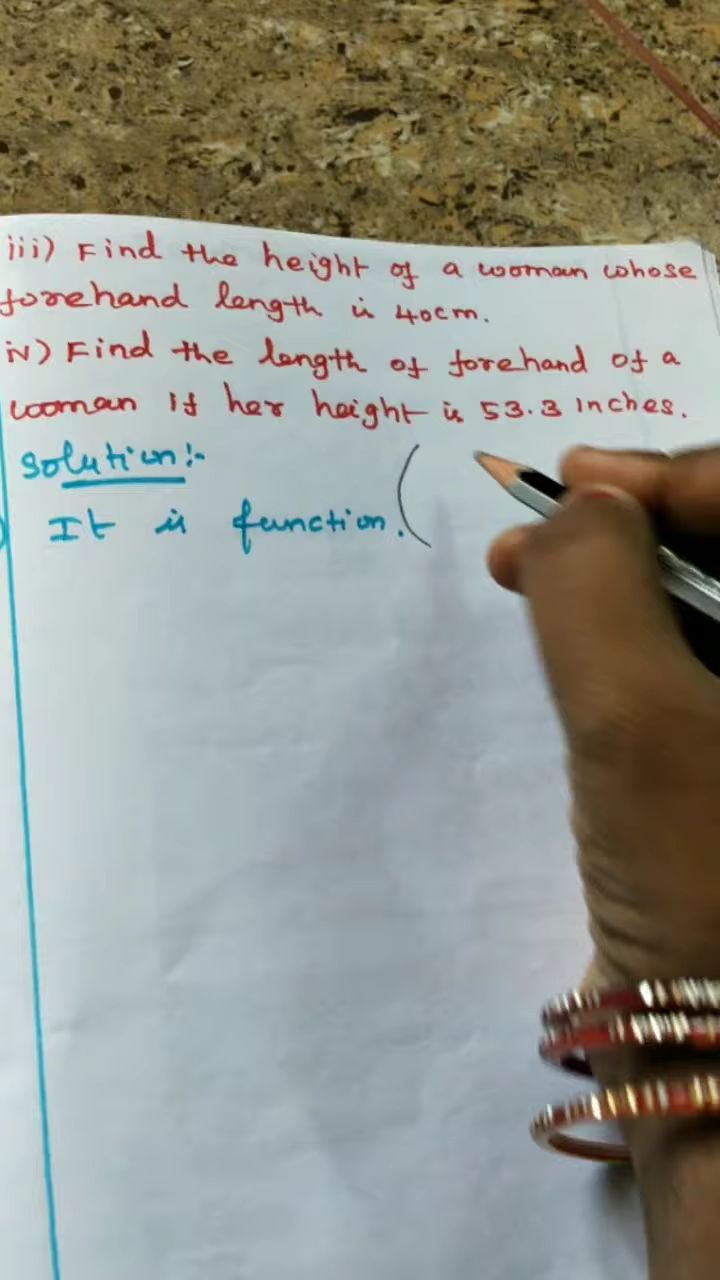 iii) Find the height of a woman whose
forehand length is 40cm.
iv) Find the length of forehand of a
woman if her height is 53.3 inches.
Solution:-
) It is function. (